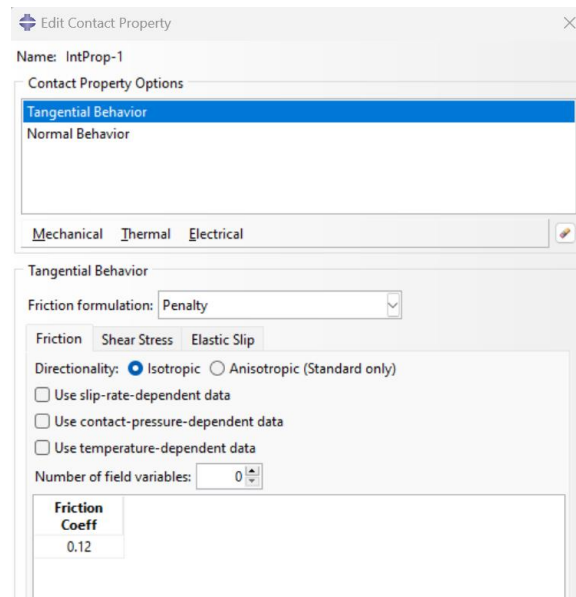 Edit Contact Property
Name: IntProp-1
Contact Property Options
Tangential Behavior
Normal Behavior
Mechanical Thermal Electrical
Tangential Behavior
Friction formulation: Penalty
Friction Shear Stress Elastic Slip
Directionality: Isotropic Anisotropic (Standard only)
Use slip-rate-dependent data
Use contact-pressure-dependent data
Use temperature-dependent data
Number of field variables: 0
Friction
Coeff
0.12